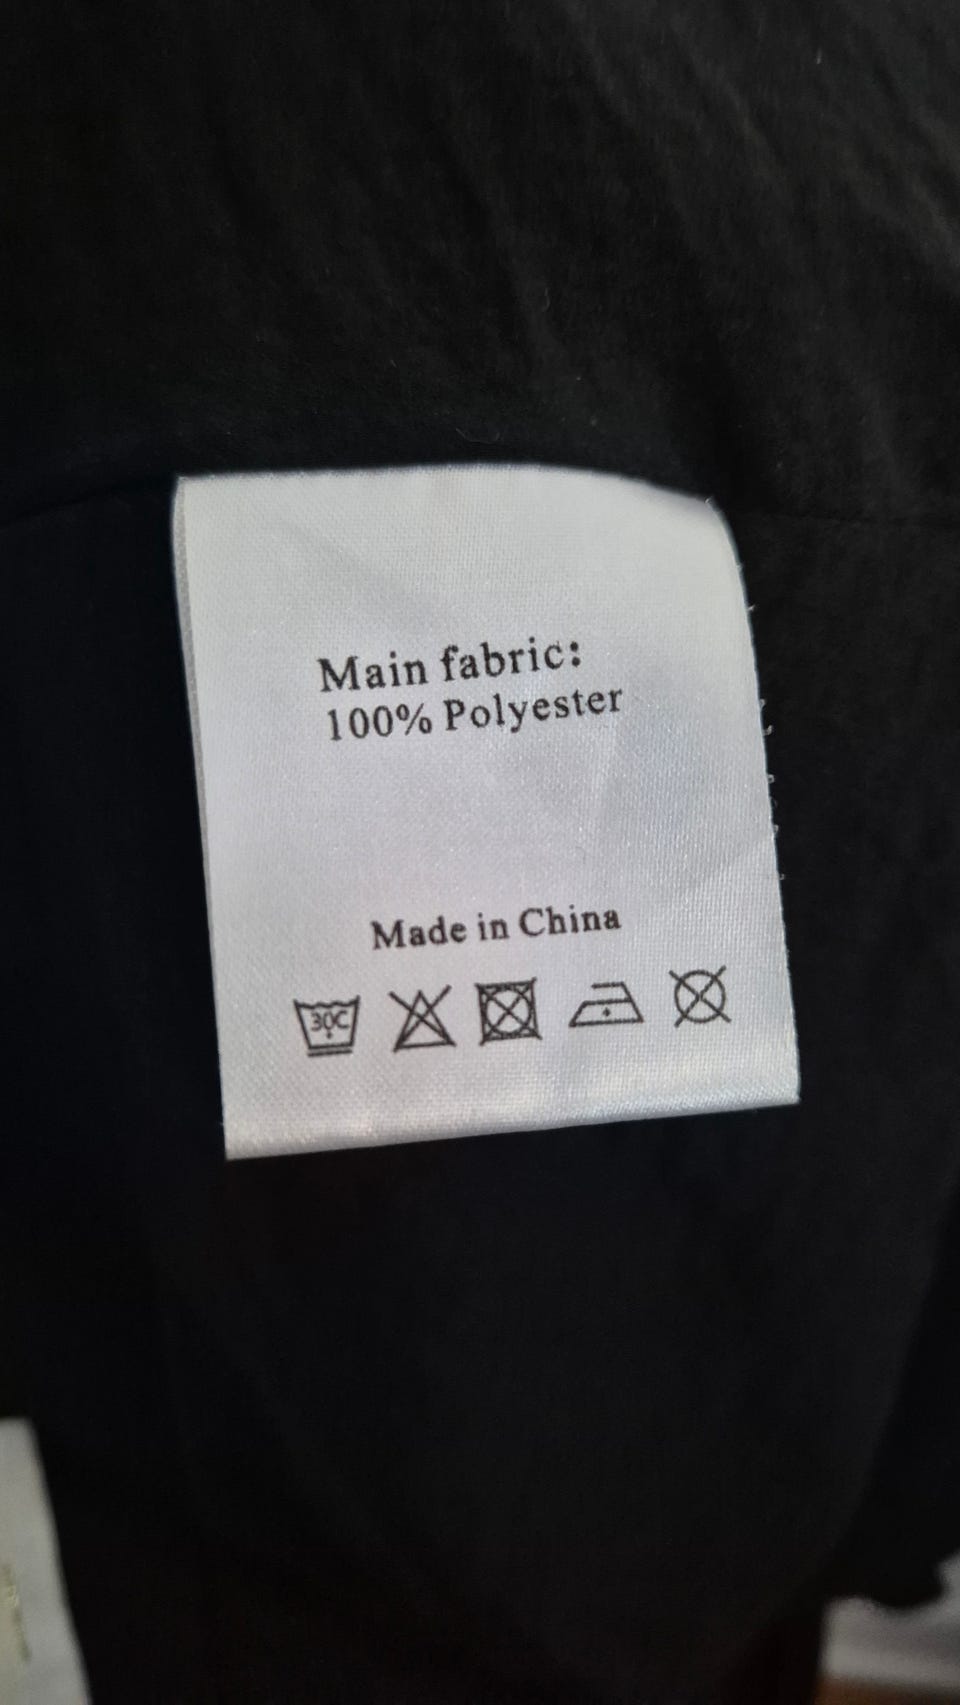 Main fabric:
100% Polyester
Made in China
30C